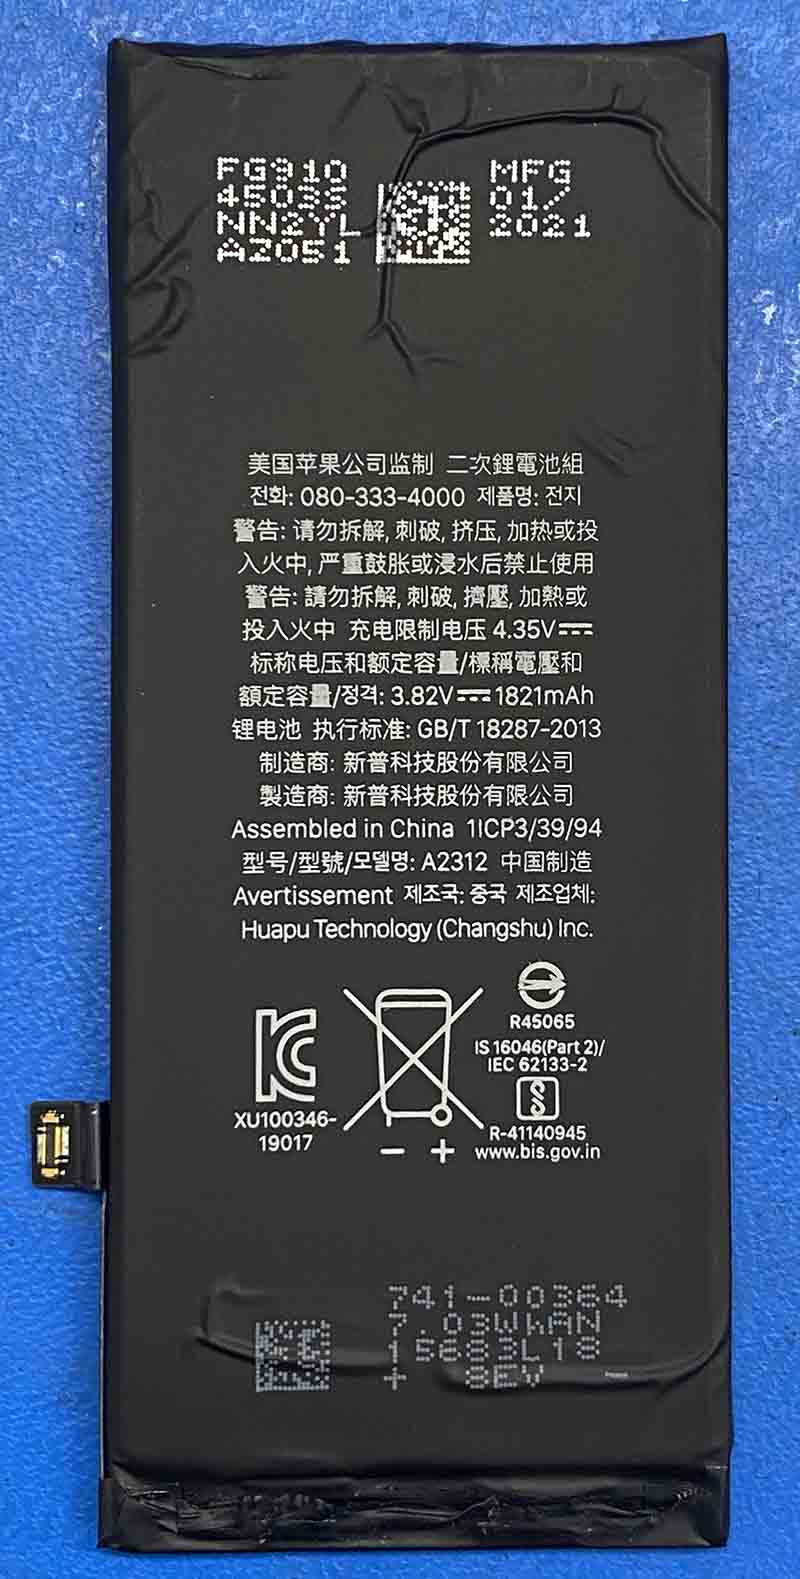 FG910
45035
NN2YL
AZ051
MFG
01/
2021
美国苹果公司监制 二次鋰電池組
전화: 080-333-4000 제품명: 전지
警告: 请勿拆解, 刺破, 挤压, 加热或投
入火中, 严重鼓胀或浸水后禁止使用
警告: 請勿拆解, 刺破, 擠壓, 加熱或
投入火中 充电限制电压 4.35V⎓
标称电压和额定容量/標稱電壓和
額定容量/정격: 3.82V⎓ 1821mAh
锂电池 执行标准: GB/T 18287-2013
制造商: 新普科技股份有限公司
製造商: 新普科技股份有限公司
Assembled in China 1ICP3/39/94
型号/型號/모델명: A2312 中国制造
Avertissement 제조국: 중국 제조업체:
Huapu Technology (Changshu) Inc.
R45065
IS 16046(Part 2)/
IEC 62133-2
XU100346-
19017
R-41140945
www.bis.gov.in
− +
741-00364
7.03WhAN
15683L18
+ 8EV